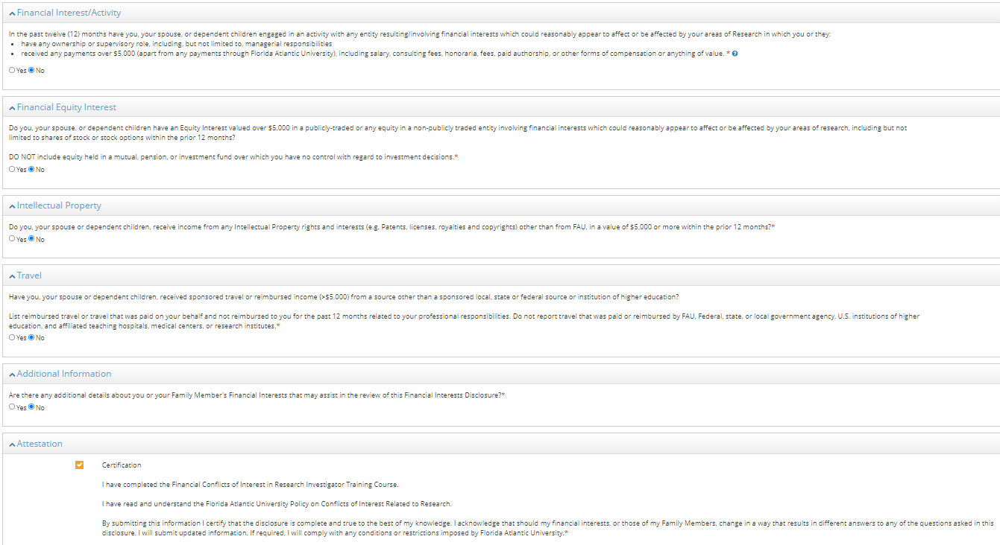 Financial Interest/Activity
In the past twelve (12) months have you, your spouse, or dependent children engaged in an activity with any entity resulting/involving financial interests which could reasonably appear to affect or be affected by your areas of Research in which you or they:
• have any ownership or supervisory role, including, but not limited to, managerial responsibilities
• received any payments over $5,000 (apart from any payments through Florida Atlantic University), including salary, consulting fees, honoraria, fees, paid authorship, or other forms of compensation or anything of value. * ?
Yes No
Financial Equity Interest
Do you, your spouse, or dependent children have an Equity Interest valued over $5,000 in a publicly-traded or any equity in a non-publicly traded entity involving financial interests which could reasonably appear to affect or be affected by your areas of research, including but not
limited to shares of stock or stock options within the prior 12 months?
DO NOT include equity held in a mutual, pension, or investment fund over which you have no control with regard to investment decisions.*
Yes No
Intellectual Property
Do you, your spouse or dependent children, receive income from any Intellectual Property rights and interests (e.g. Patents, licenses, royalties and copyrights) other than from FAU, in a value of $5,000 or more within the prior 12 months?*
Yes No
Travel
Have you, your spouse or dependent children, received sponsored travel or reimbursed income (>$5,000) from a source other than a sponsored local, state or federal source or institution of higher education?
List reimbursed travel or travel that was paid on your behalf and not reimbursed to you for the past 12 months related to your professional responsibilities. Do not report travel that was paid or reimbursed by FAU, Federal, state, or local government agency, U.S. institutions of higher
education, and affiliated teaching hospitals, medical centers, or research institutes.*
Yes No
Additional Information
Are there any additional details about you or your Family Member's Financial Interests that may assist in the review of this Financial Interests Disclosure?*
Yes No
Attestation
Certification
I have completed the Financial Conflicts of Interest in Research Investigator Training Course.
I have read and understand the Florida Atlantic University Policy on Conflicts of Interest Related to Research.
By submitting this information I certify that the disclosure is complete and true to the best of my knowledge. I acknowledge that should my financial interests, or those of my Family Members, change in a way that results in different answers to any of the questions asked in this
disclosure, I will submit updated information. If required, I will comply with any conditions or restrictions imposed by Florida Atlantic University.*